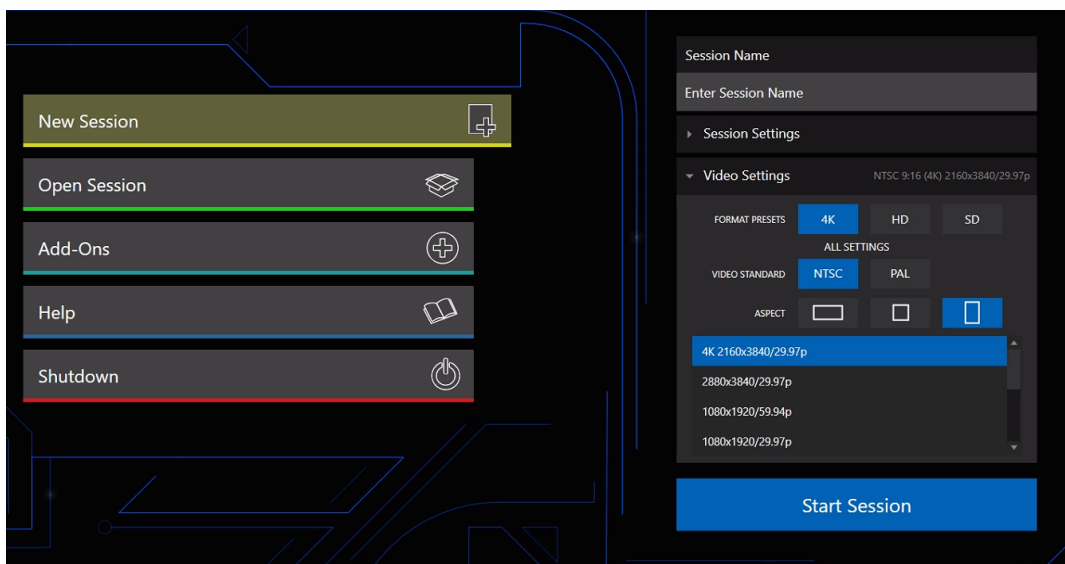 New Session
Open Session
Add-Ons
Help
Shutdown
Session Name
Enter Session Name
Session Settings
Video Settings NTSC 9:16 (4K) 2160x3840/29.97p
FORMAT PRESETS 4K HD SD
ALL SETTINGS
VIDEO STANDARD NTSC PAL
ASPECT
4K 2160x3840/29.97p
2880x3840/29.97p
1080x1920/59.94p
1080x1920/29.97p
Start Session